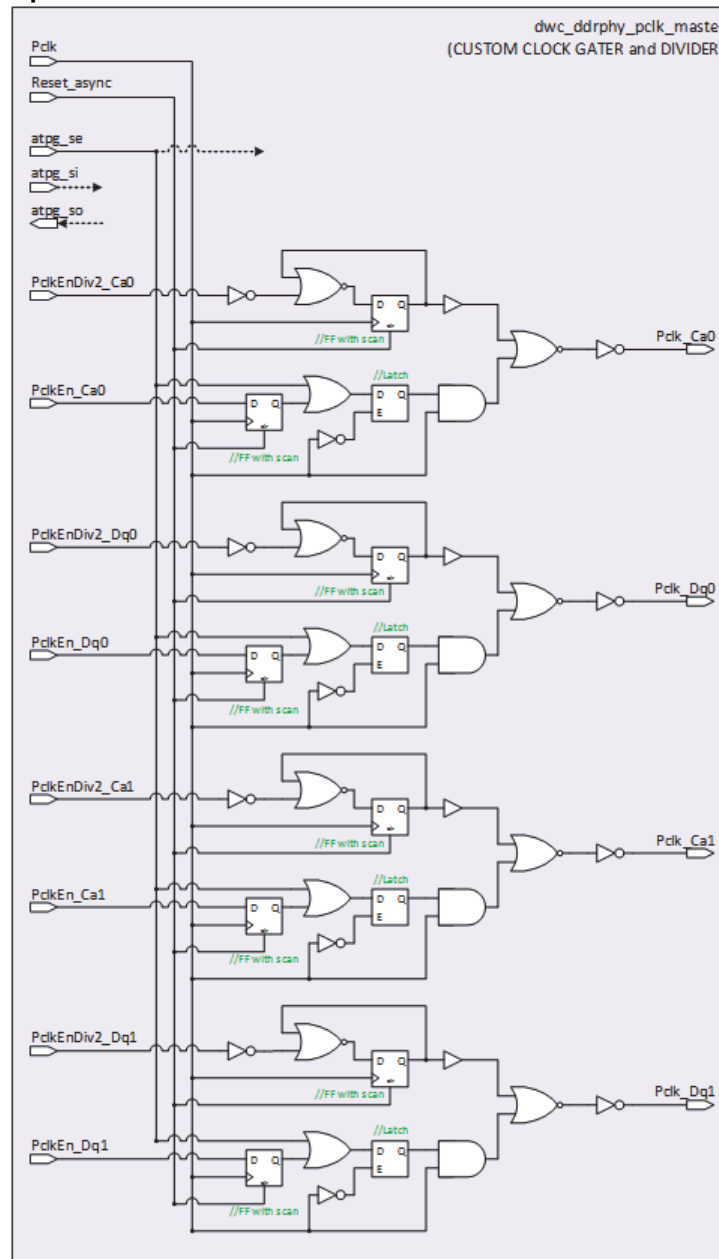 dwc_ddrphy_pclk_maste
(CUSTOM CLOCK GATER and DIVIDER
Pclk
Reset_async
atpg_se
atpg_si
atpg_so
PclkEnDiv2_Ca0
D Q
//FF with scan
Pclk_Ca0
PclkEn_Ca0
//Latch
D Q
D Q
E
//FF with scan
PclkEnDiv2_Dq0
D Q
//FF with scan
Pclk_Dq0
PclkEn_Dq0
//Latch
D Q
D Q
E
//FF with scan
PclkEnDiv2_Ca1
D Q
//FF with scan
Pclk_Ca1
PclkEn_Ca1
//Latch
D Q
D Q
E
//FF with scan
PclkEnDiv2_Dq1
D Q
//FF with scan
Pclk_Dq1
PclkEn_Dq1
//Latch
D Q
D Q
E
//FF with scan